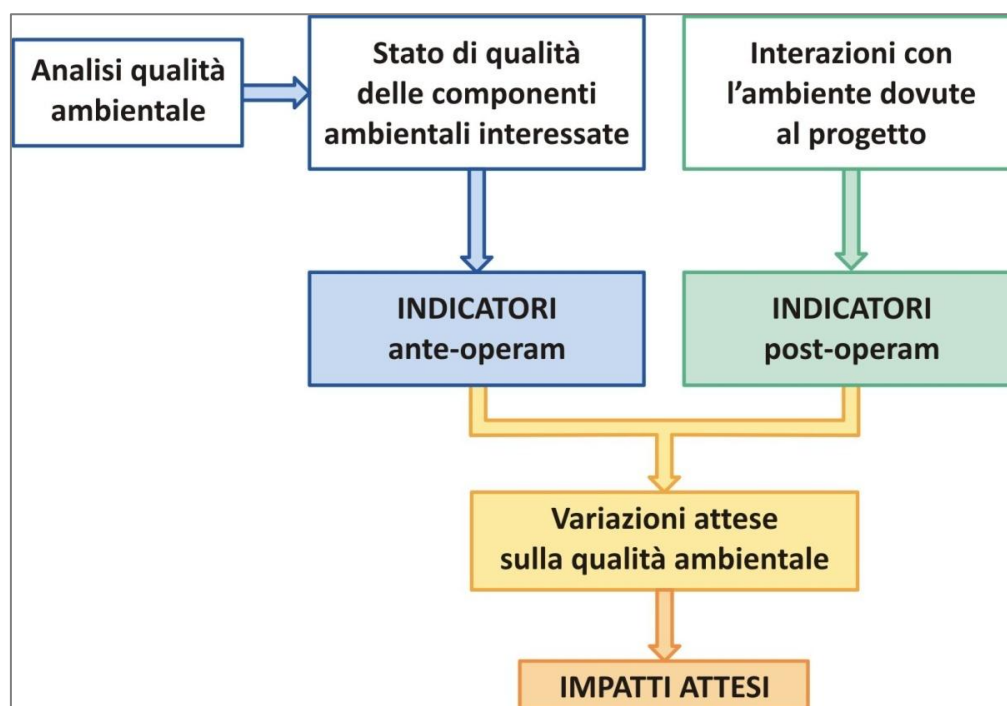 Analisi qualità
ambientale
Stato di qualità
delle componenti
ambientali interessate
Interazioni con
l’ambiente dovute
al progetto
INDICATORI
ante-operam
INDICATORI
post-operam
Variazioni attese
sulla qualità ambientale
IMPATTI ATTESI